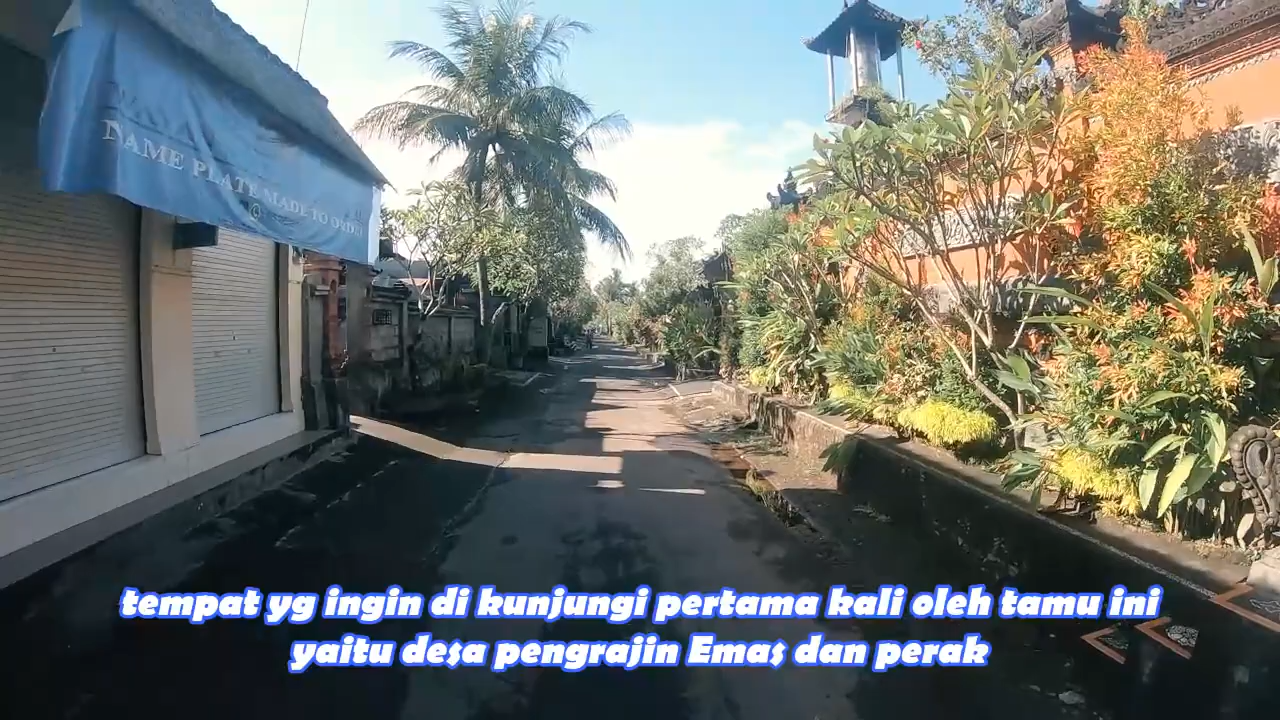 NAME PLATE MADE TO ORDER
@
tempat yg ingin di kunjungi pertama kali oleh tamu ini
yaitu desa pengrajin Emas dan perak